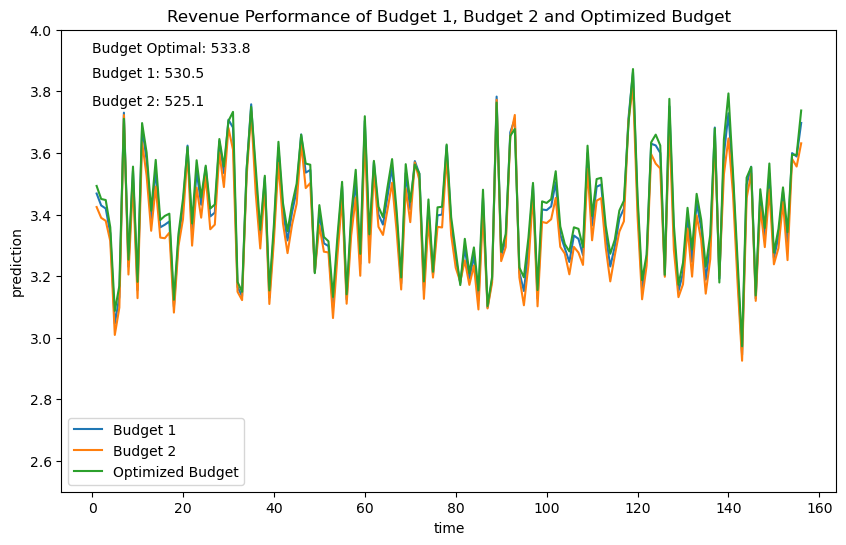 Revenue Performance of Budget 1, Budget 2 and Optimized Budget
4.0
3.8
3.6
3.4
3.2
3.0
2.8
2.6
prediction
Budget Optimal: 533.8
Budget 1: 530.5
Budget 2: 525.1
Budget 1
Budget 2
Optimized Budget
0 20 40 60 80 100 120 140 160
time